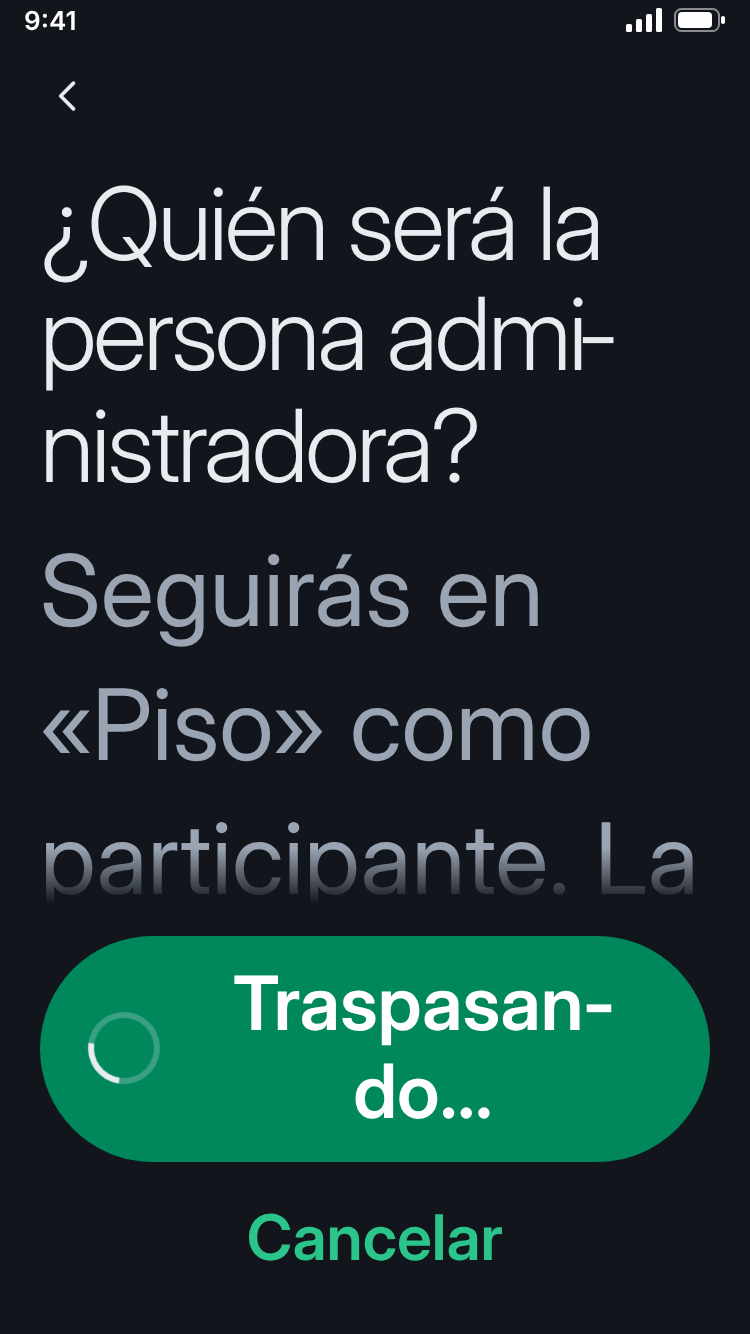 9:41
¿Quién será la
persona admi-
nistradora?
Seguirás en
«Piso» como
participante. La
Traspasan-
do...
Cancelar